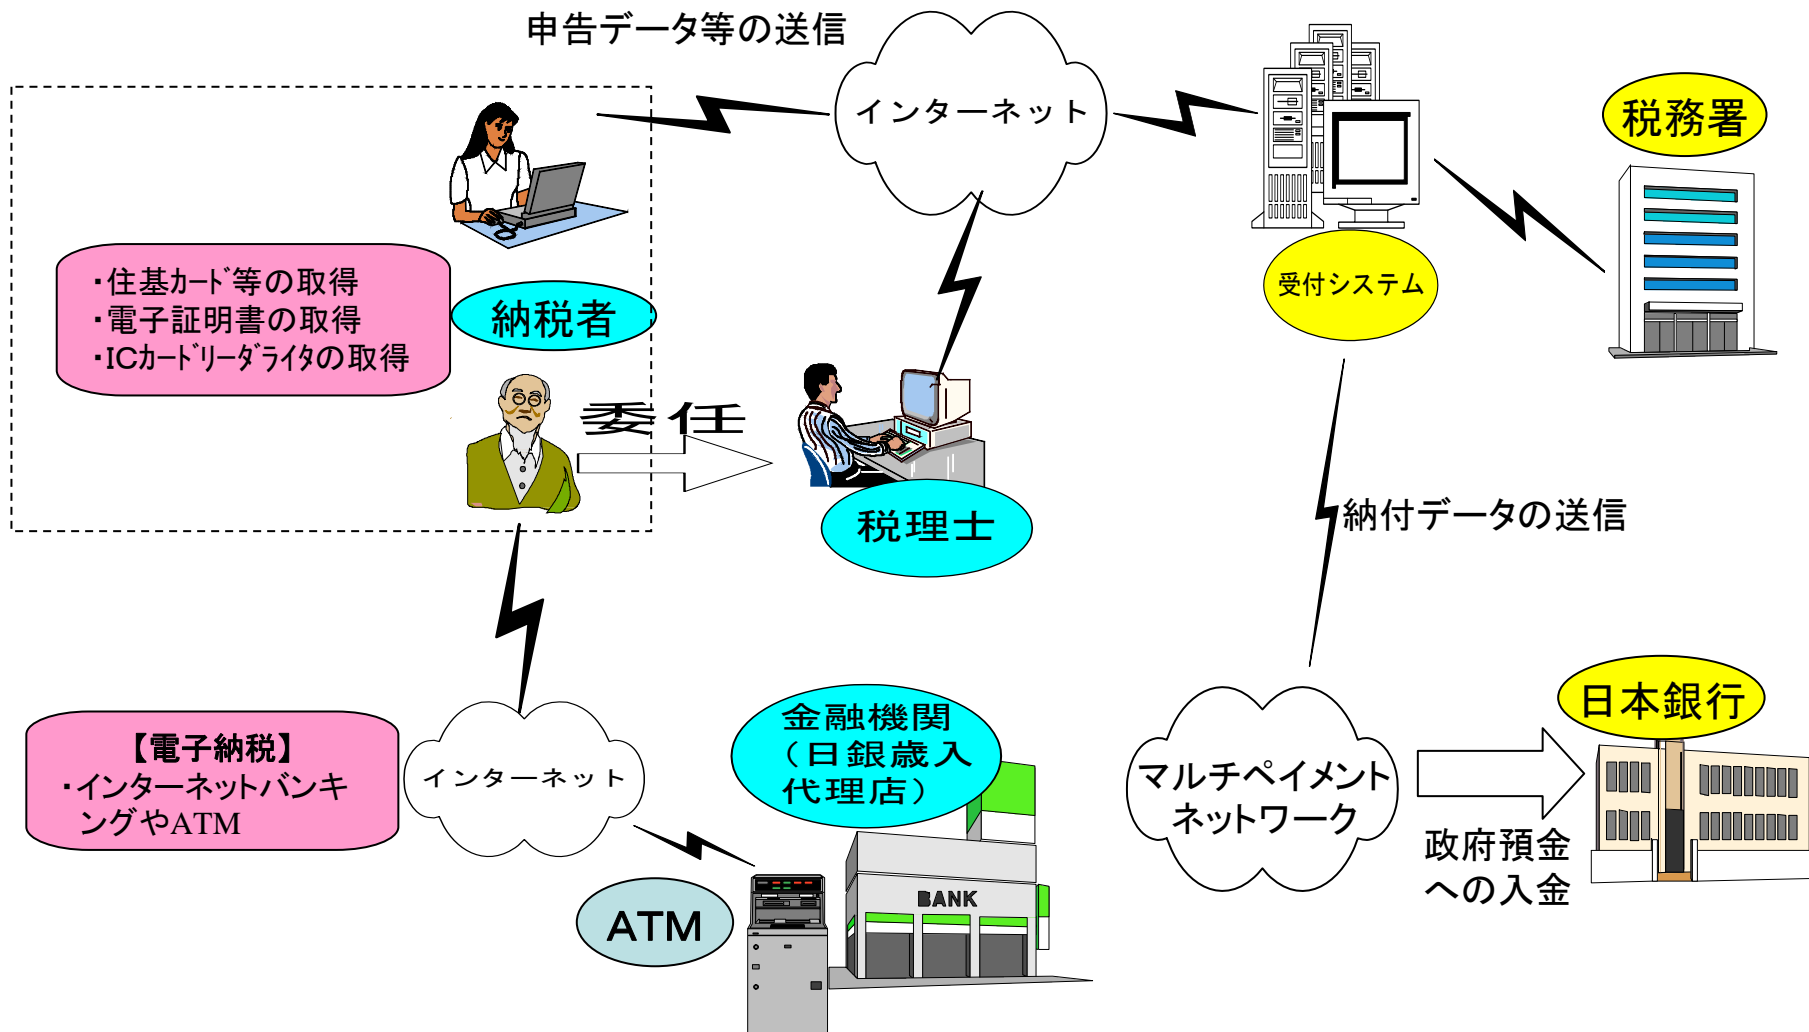 申告データ等の送信
インターネット
税務署
・住基ｶｰﾄﾞ等の取得
・電子証明書の取得
・ICｶｰﾄﾞﾘｰﾀﾞﾗｲﾀの取得
納税者
受付システム
委任
税理士
納付データの送信
【電子納税】
・インターネットバンキ
ングやATM
インターネット
金融機関
（日銀歳入
代理店）
ATM
BANK
マルチペイメント
ネットワーク
日本銀行
政府預金
への入金